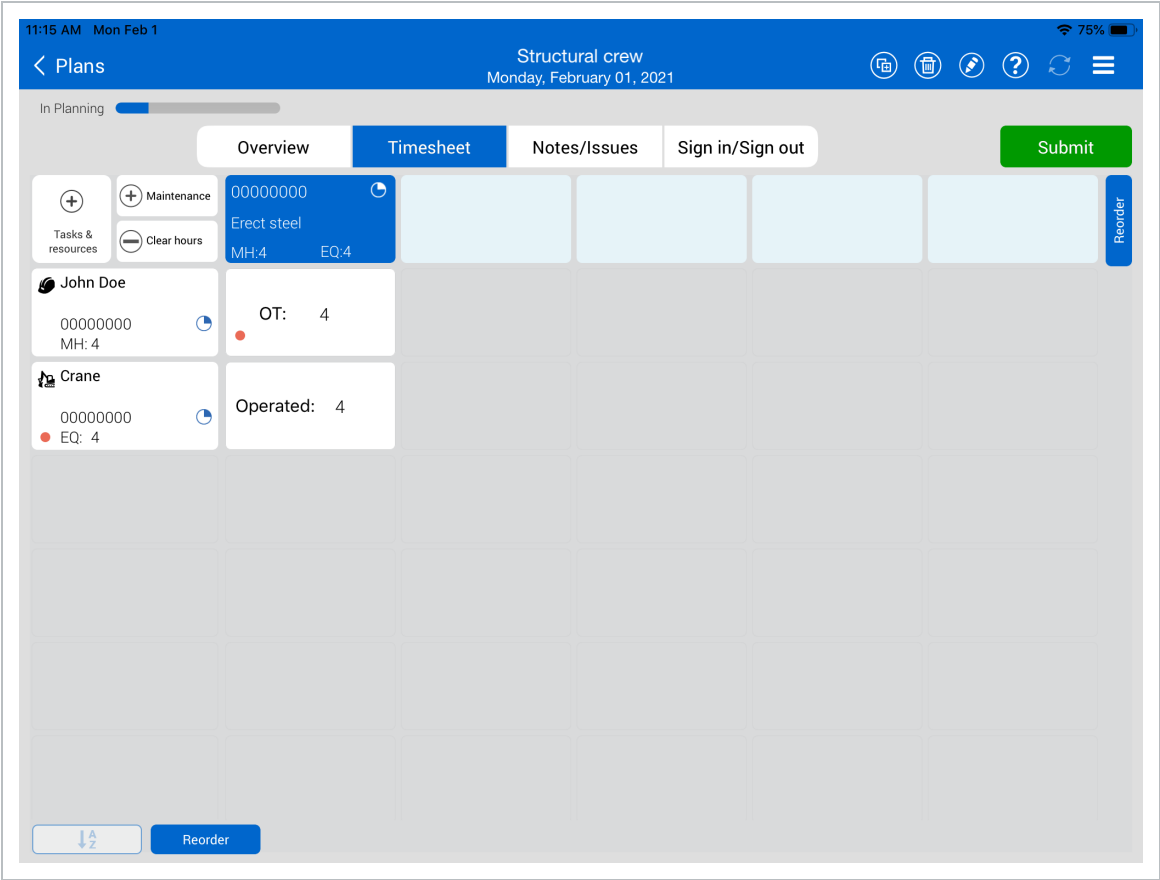 11:15 AM Mon Feb 1
75%
Plans
Structural crew
Monday, February 01, 2021
In Planning
Overview
Timesheet
Notes/Issues
Sign in/Sign out
Submit
Tasks &
resources
Maintenance
Clear hours
00000000
Erect steel
MH:4 EQ:4
Reorder
John Doe
00000000
MH: 4
OT: 4
Crane
00000000
EQ: 4
Operated: 4
A
Z
Reorder